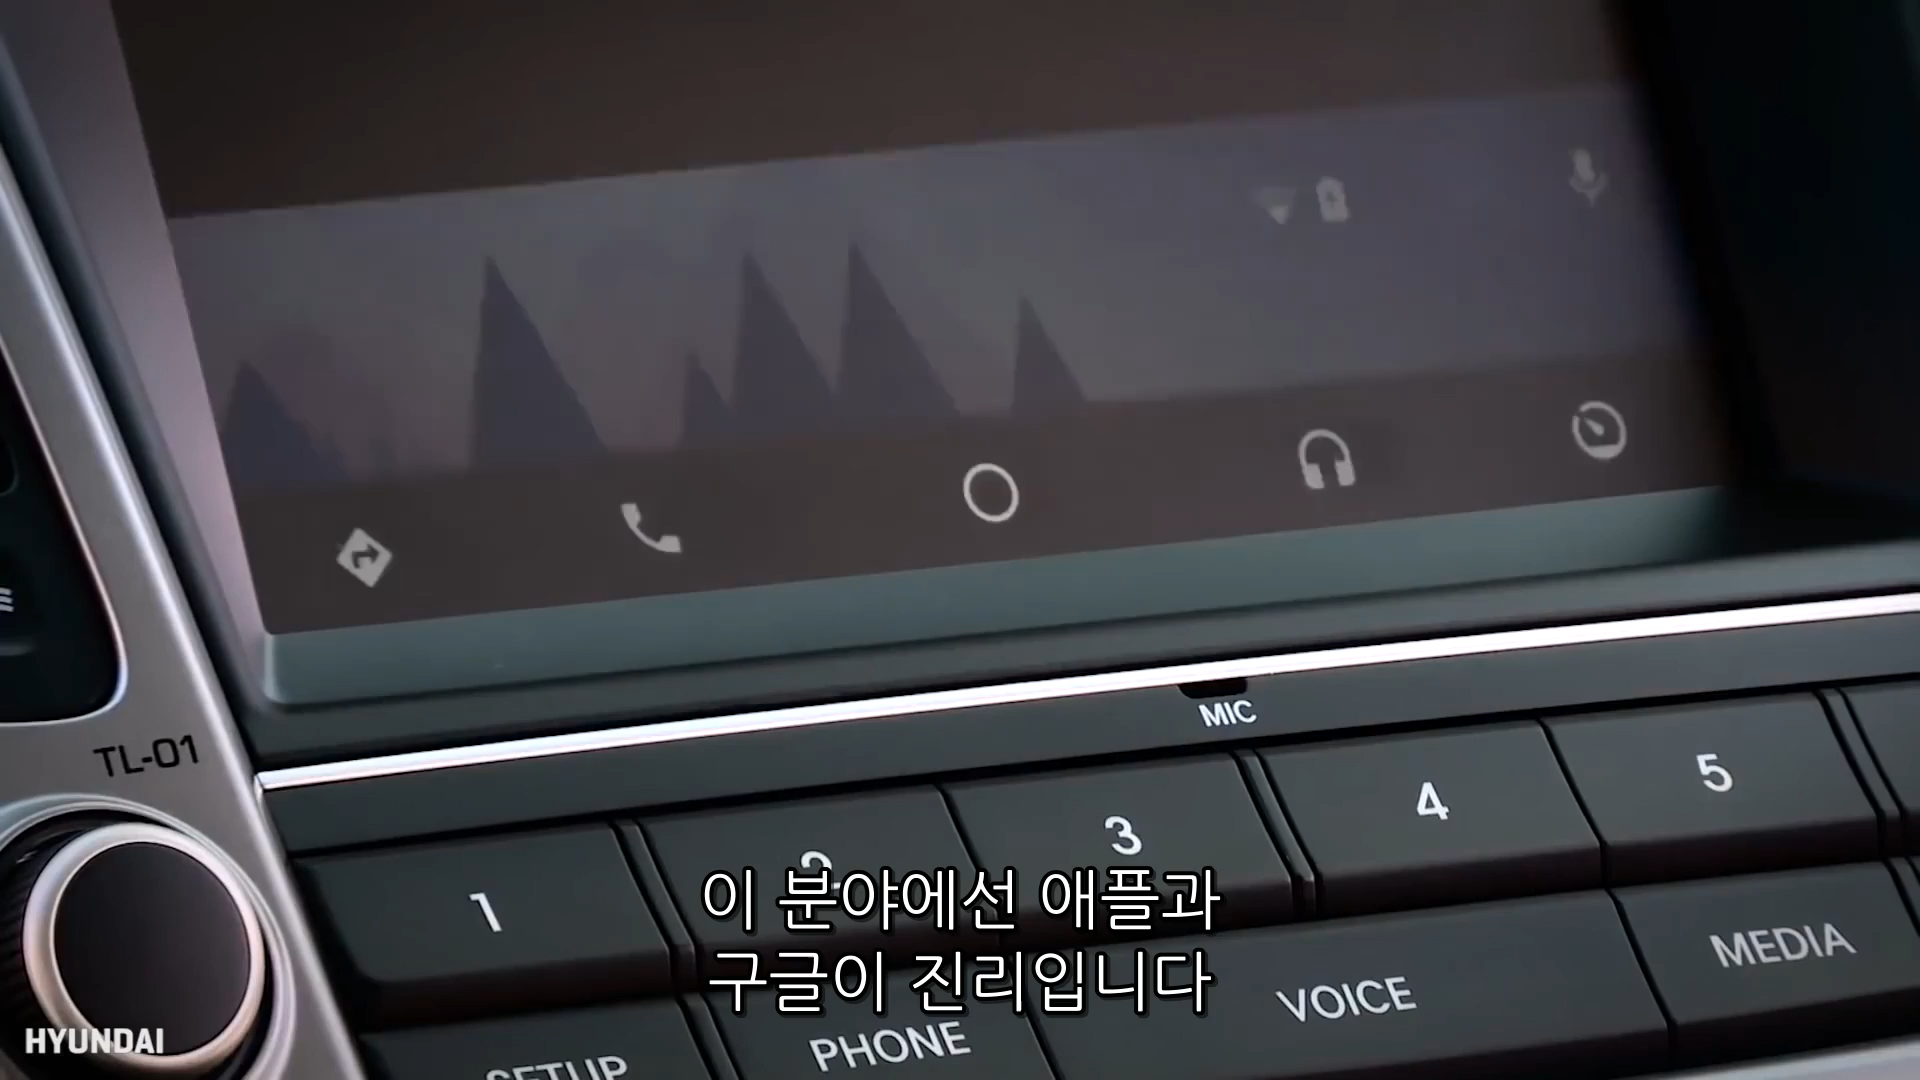 TL-01
MIC
1
2
3
4
5
이 분야에선 애플과
구글이 진리입니다
SETUP
PHONE
VOICE
MEDIA
HYUNDAI